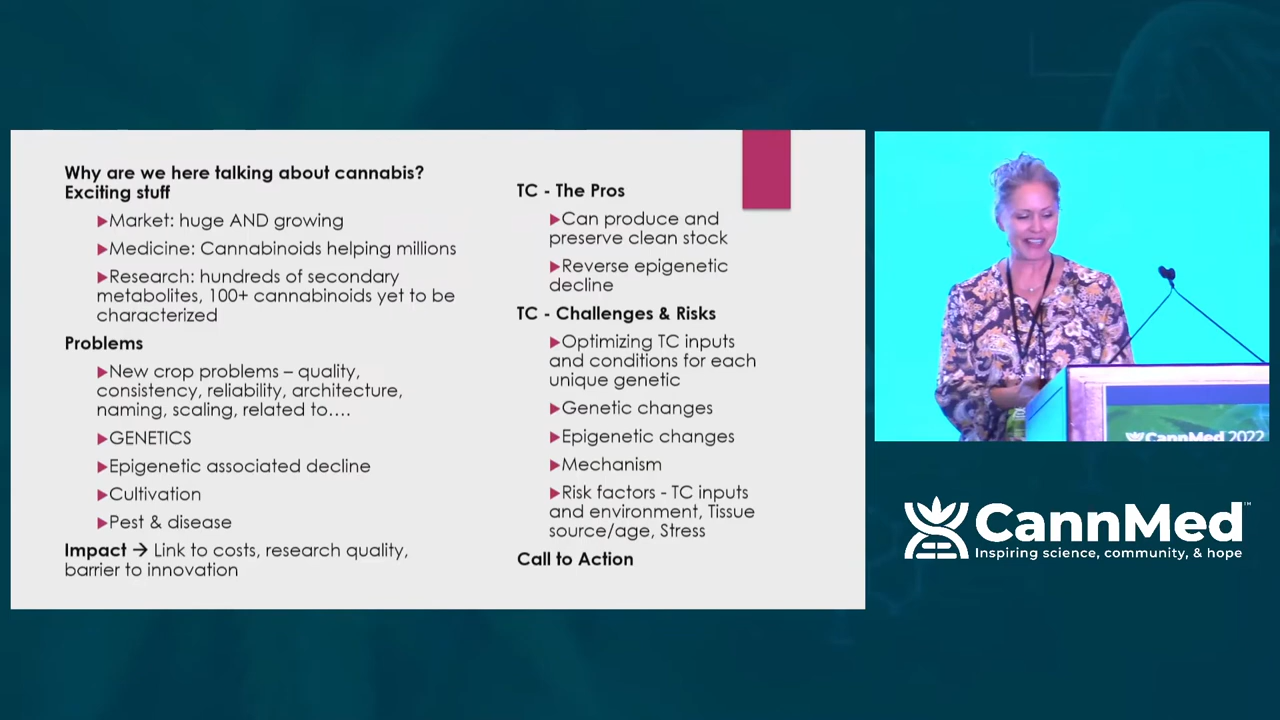 Why are we here talking about cannabis?
Exciting stuff
▶Market: huge AND growing
▶Medicine: Cannabinoids helping millions
▶Research: hundreds of secondary
metabolites, 100+ cannabinoids yet to be
characterized
Problems
▶New crop problems – quality,
consistency, reliability, architecture,
naming, scaling, related to….
▶GENETICS
▶Epigenetic associated decline
▶Cultivation
▶Pest & disease
Impact → Link to costs, research quality,
barrier to innovation
TC - The Pros
▶Can produce and
preserve clean stock
▶Reverse epigenetic
decline
TC - Challenges & Risks
▶Optimizing TC inputs
and conditions for each
unique genetic
▶Genetic changes
▶Epigenetic changes
▶Mechanism
▶Risk factors - TC inputs
and environment, Tissue
source/age, Stress
Call to Action
CannMed 2022
CannMed™
Inspiring science, community, & hope